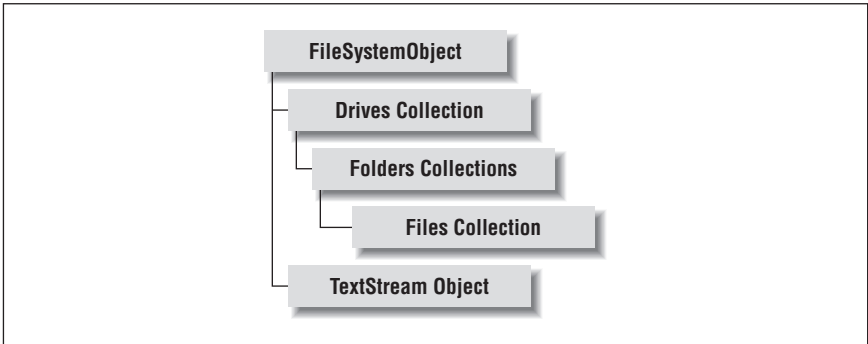 FileSystemObject
Drives Collection
Folders Collections
Files Collection
TextStream Object